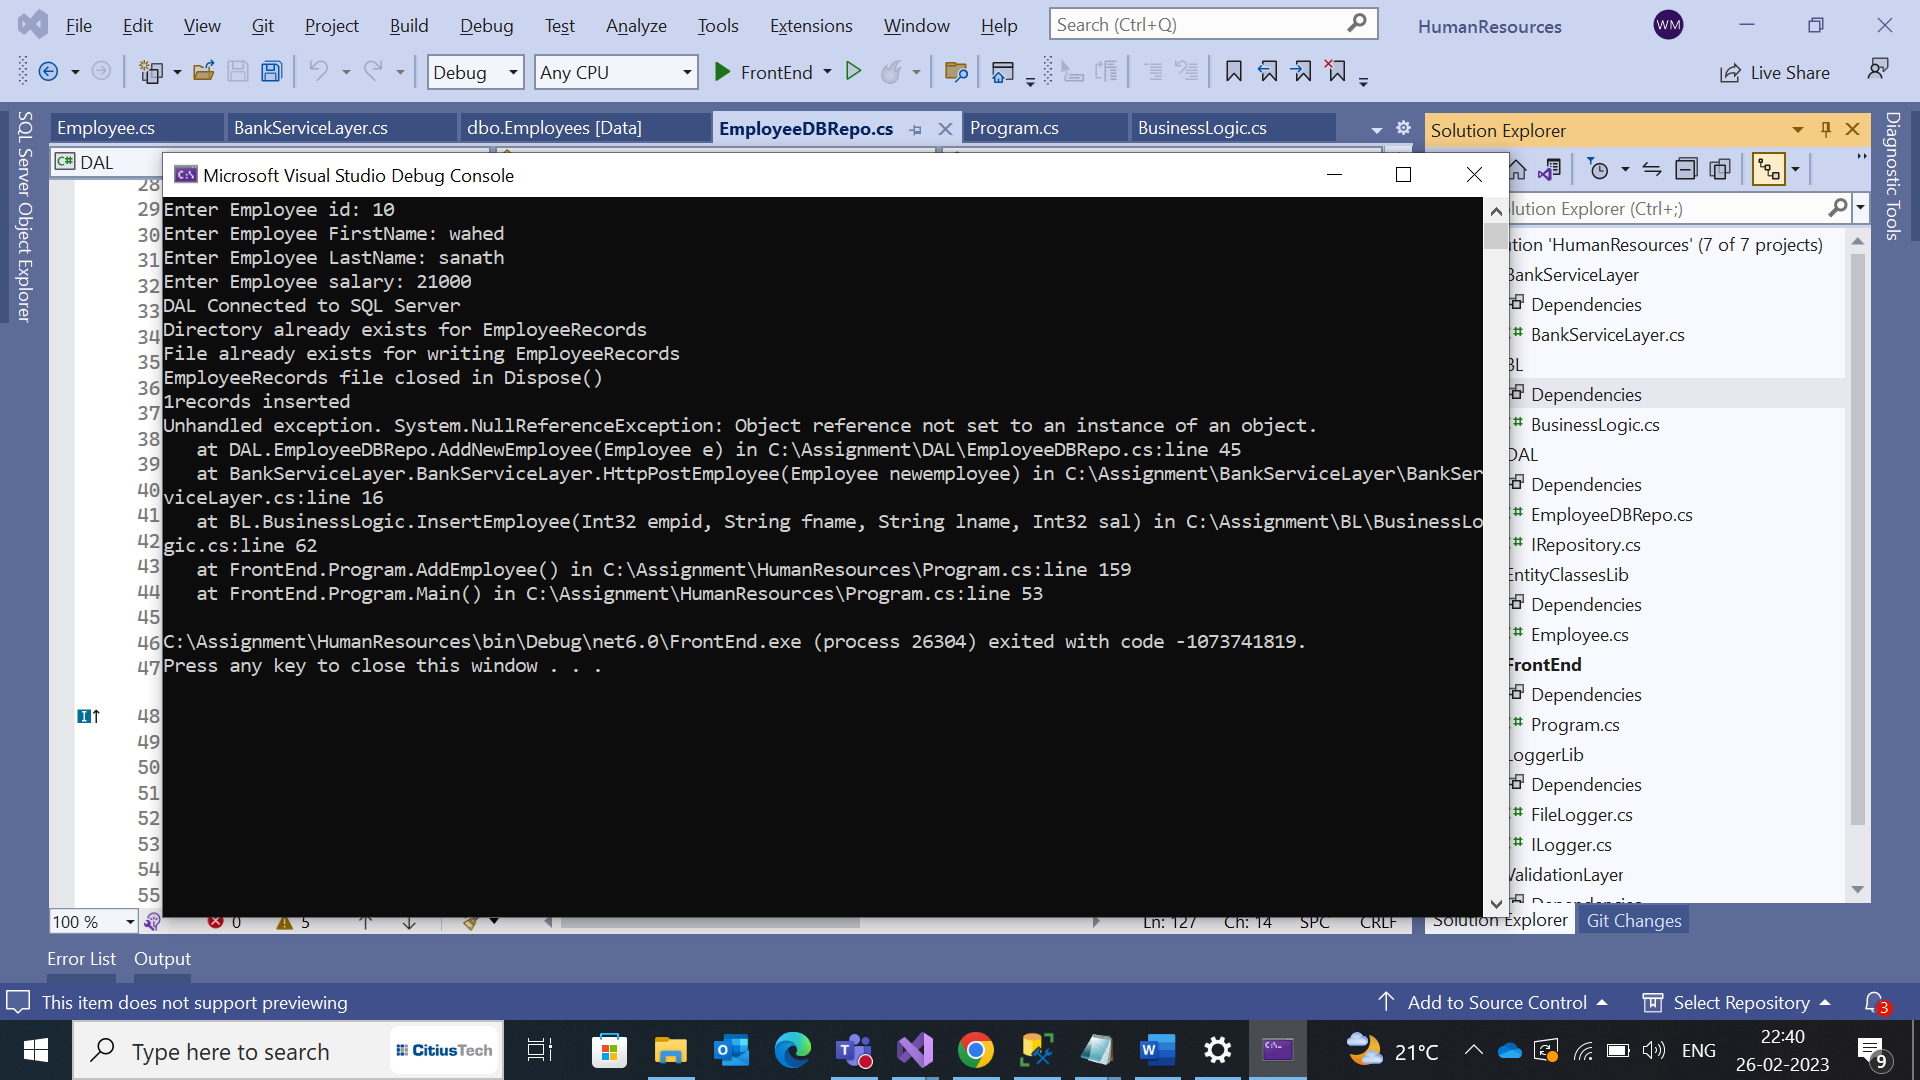 File Edit View Git Project Build Debug Test Analyze Tools Extensions Window Help Search (Ctrl+Q) HumanResources WM
Debug Any CPU FrontEnd Live Share
Employee.cs BankServiceLayer.cs dbo.Employees [Data] EmployeeDBRepo.cs Program.cs BusinessLogic.cs
C# DAL
SQL Server Object Explorer
28
29
30
31
32
33
34
35
36
37
38
39
40
41
42
43
44
45
46
47
48
49
50
51
52
53
54
55
Microsoft Visual Studio Debug Console
Enter Employee id: 10
Enter Employee FirstName: wahed
Enter Employee LastName: sanath
Enter Employee salary: 21000
DAL Connected to SQL Server
Directory already exists for EmployeeRecords
File already exists for writing EmployeeRecords
EmployeeRecords file closed in Dispose()
1records inserted
Unhandled exception. System.NullReferenceException: Object reference not set to an instance of an object.
at DAL.EmployeeDBRepo.AddNewEmployee(Employee e) in C:\Assignment\DAL\EmployeeDBRepo.cs:line 45
at BankServiceLayer.BankServiceLayer.HttpPostEmployee(Employee newemployee) in C:\Assignment\BankServiceLayer\BankSer
viceLayer.cs:line 16
at BL.BusinessLogic.InsertEmployee(Int32 empid, String fname, String lname, Int32 sal) in C:\Assignment\BL\BusinessLo
gic.cs:line 62
at FrontEnd.Program.AddEmployee() in C:\Assignment\HumanResources\Program.cs:line 159
at FrontEnd.Program.Main() in C:\Assignment\HumanResources\Program.cs:line 53
C:\Assignment\HumanResources\bin\Debug\net6.0\FrontEnd.exe (process 26304) exited with code -1073741819.
Press any key to close this window . . .
Solution Explorer
lution Explorer (Ctrl+;)
tion 'HumanResources' (7 of 7 projects)
BankServiceLayer
Dependencies
BankServiceLayer.cs
BL
Dependencies
BusinessLogic.cs
DAL
Dependencies
EmployeeDBRepo.cs
IRepository.cs
EntityClassesLib
Dependencies
Employee.cs
FrontEnd
Dependencies
Program.cs
LoggerLib
Dependencies
FileLogger.cs
ILogger.cs
ValidationLayer
Dependencies
Solution Explorer Git Changes
Diagnostic Tools
100 % 0 5 Ln: 127 Ch: 14 SPC CRLF
Error List Output
This item does not support previewing Add to Source Control Select Repository 3
Type here to search CitiusTech 21°C ENG 22:40
26-02-2023 9